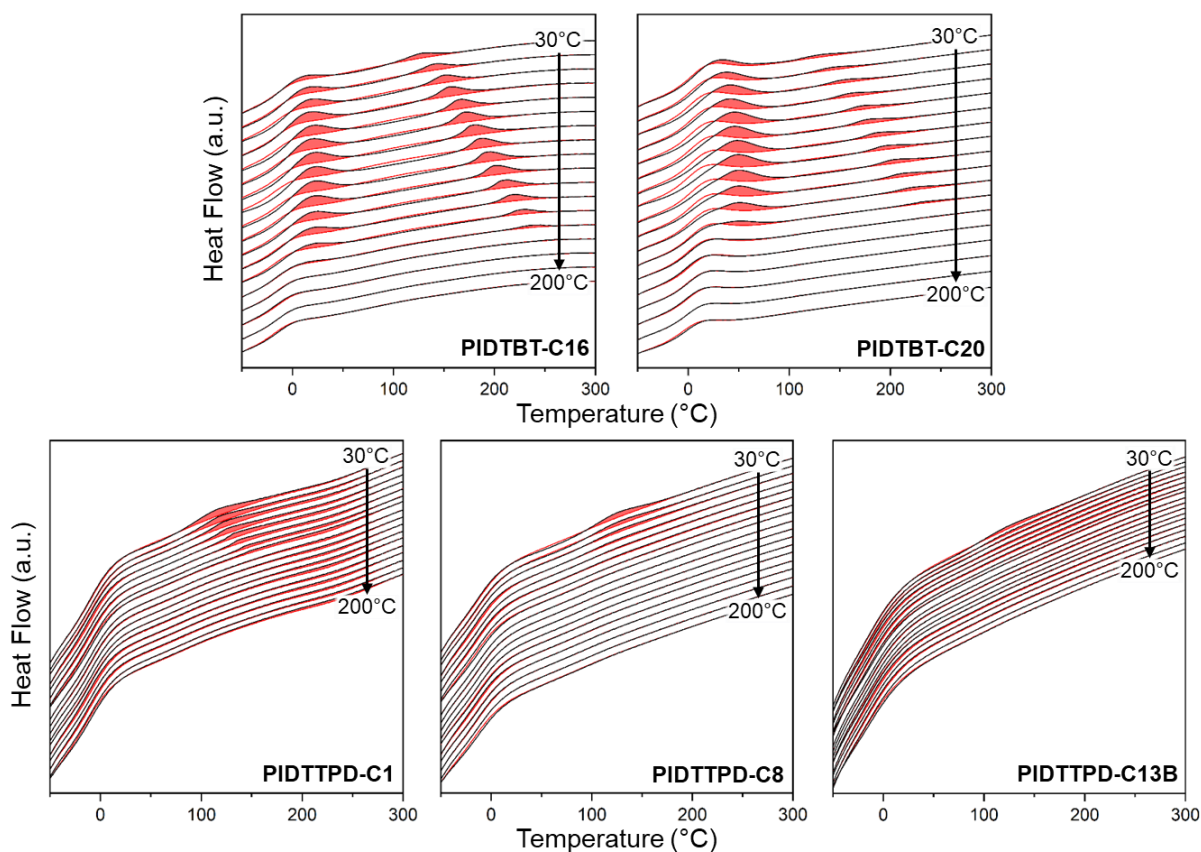 Heat Flow (a.u.)
30°C
200°C
PIDTBT-C16
0 100 200 300
30°C
200°C
PIDTBT-C20
0 100 200 300
Temperature (°C)
Heat Flow (a.u.)
30°C
200°C
PIDTTPD-C1
0 100 200 300
30°C
200°C
PIDTTPD-C8
0 100 200 300
30°C
200°C
PIDTTPD-C13B
0 100 200 300
Temperature (°C)